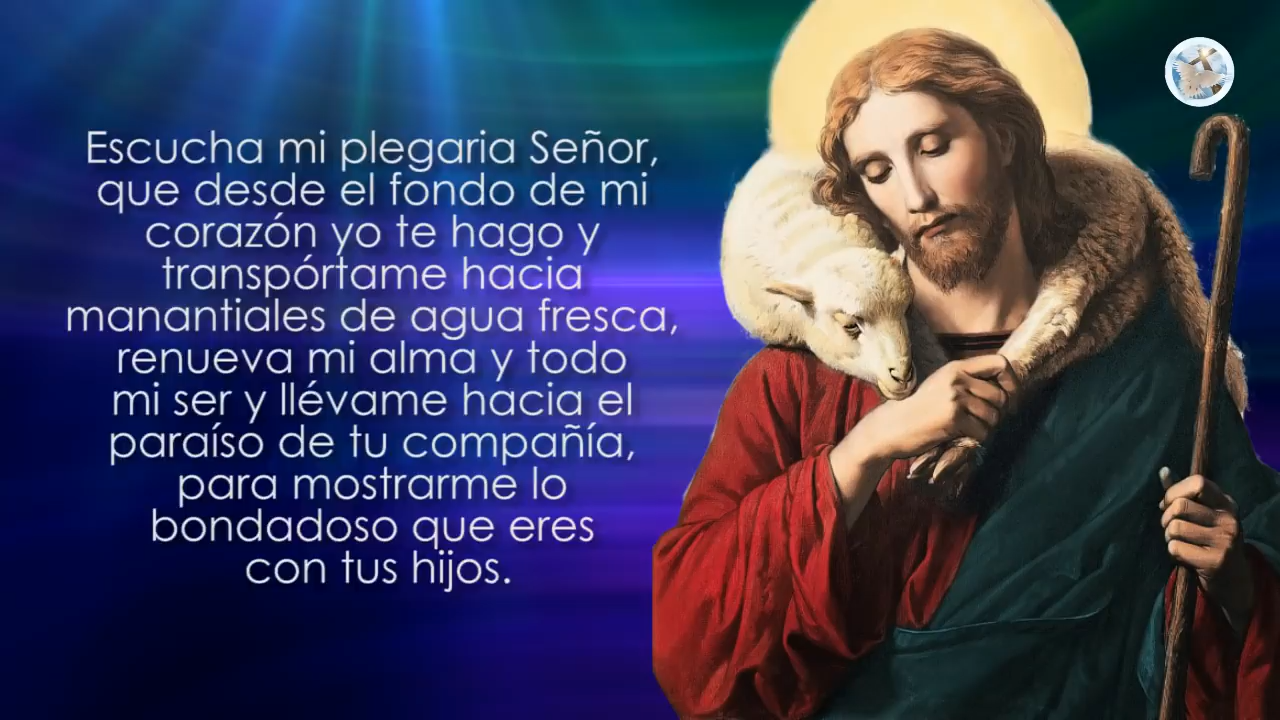 Escucha mi plegaria Señor,
que desde el fondo de mi
corazón yo te hago y
transpórtame hacia
manantiales de agua fresca,
renueva mi alma y todo
mi ser y llévame hacia el
paraíso de tu compañía,
para mostrarme lo
bondadoso que eres
con tus hijos.